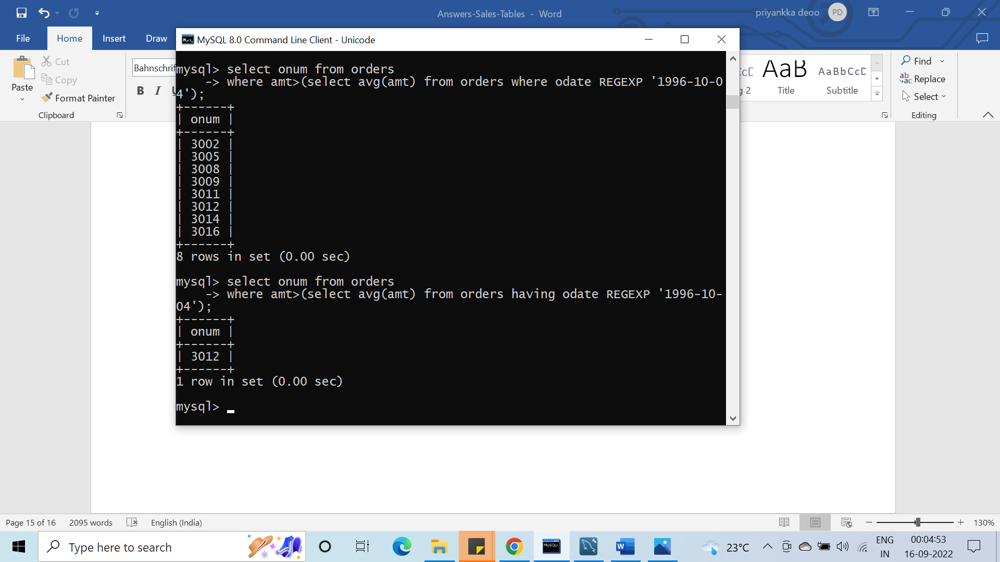 Answers-Sales-Tables - Word
priyankka deoo
PD
File
Home
Insert
Draw
MySQL 8.0 Command Line Client - Unicode
Paste
Cut
Copy
Format Painter
Clipboard
Bahnschrif
B I U
mysql> select onum from orders
-> where amt>(select avg(amt) from orders where odate REGEXP '1996-10-0
4');
+------+
| onum |
+------+
| 3002 |
| 3005 |
| 3008 |
| 3009 |
| 3011 |
| 3012 |
| 3014 |
| 3016 |
+------+
8 rows in set (0.00 sec)
mysql> select onum from orders
-> where amt>(select avg(amt) from orders having odate REGEXP '1996-10-
04');
+------+
| onum |
+------+
| 3012 |
+------+
1 row in set (0.00 sec)
mysql> _
CcD
g 2
AaB
Title
AaBbCcD
Subtitle
Find
Replace
Select
Editing
Page 15 of 16
2095 words
English (India)
130%
Type here to search
MySQL>
W
23°C
ENG
IN
00:04:53
16-09-2022